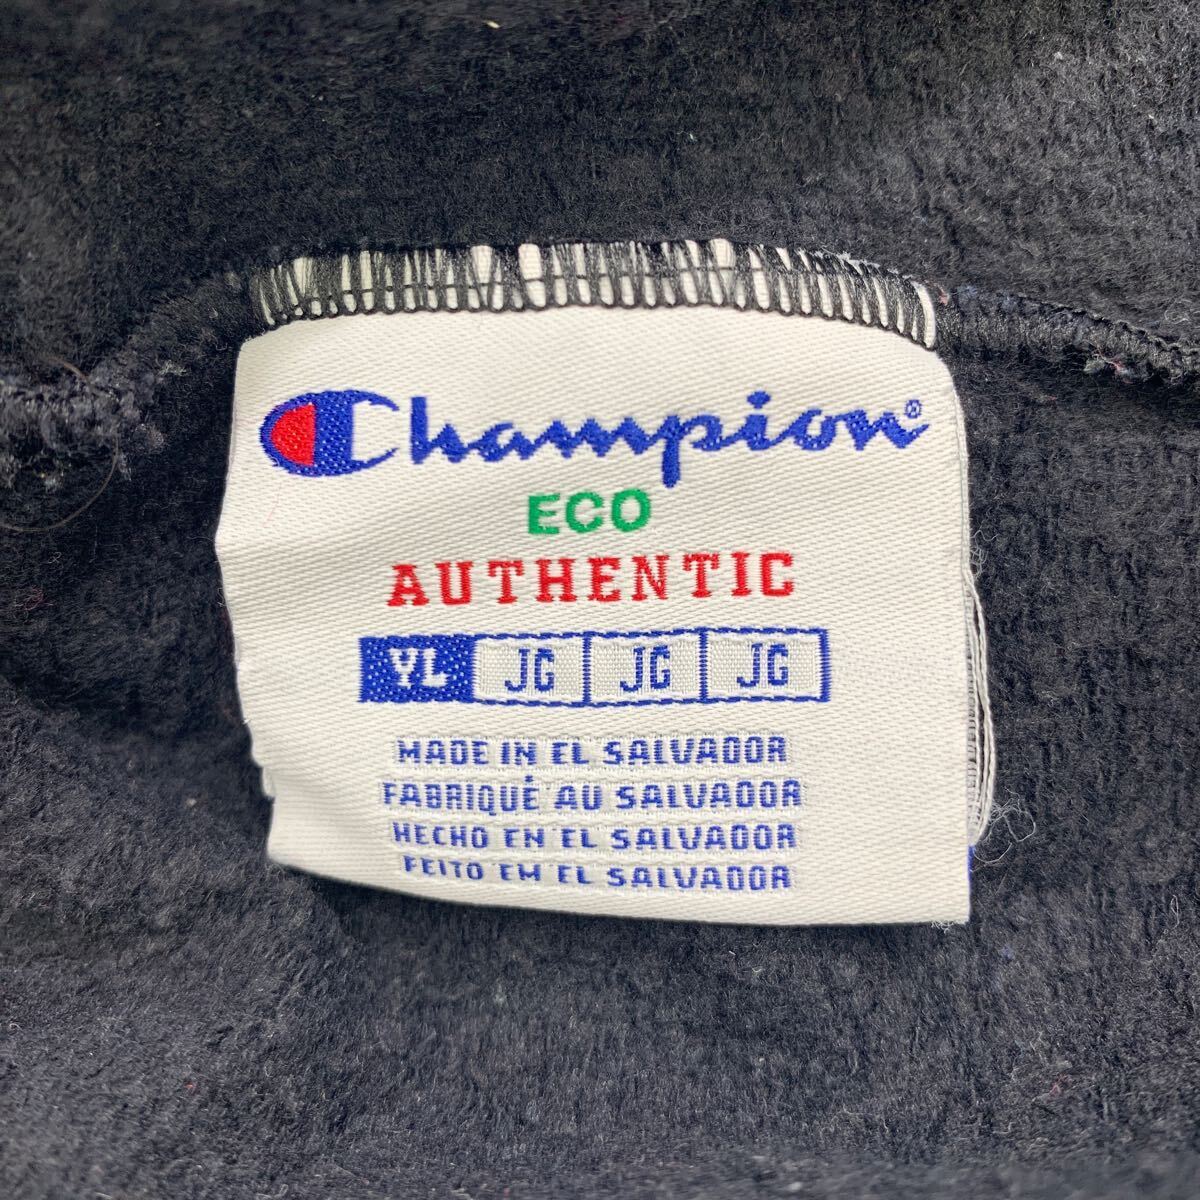 Champion®
ECO
AUTHENTIC
YL JG JG JG
MADE IN EL SALVADOR
FABRIQUÉ AU SALVADOR
HECHO EN EL SALVADOR
FEITO EM EL SALVADOR